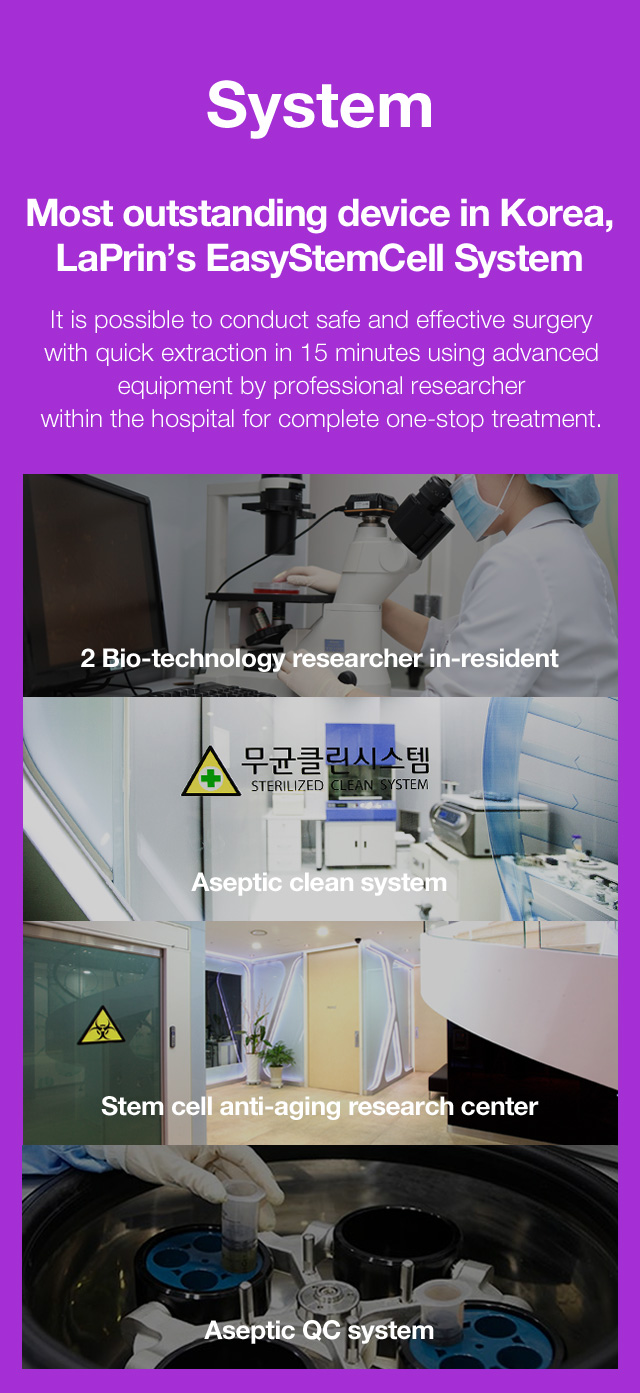 System
Most outstanding device in Korea,
LaPrin’s EasyStemCell System
It is possible to conduct safe and effective surgery
with quick extraction in 15 minutes using advanced
equipment by professional researcher
within the hospital for complete one-stop treatment.
2 Bio-technology researcher in-resident
무균클린시스템
STERILIZED CLEAN SYSTEM
Aseptic clean system
Stem cell anti-aging research center
Aseptic QC system